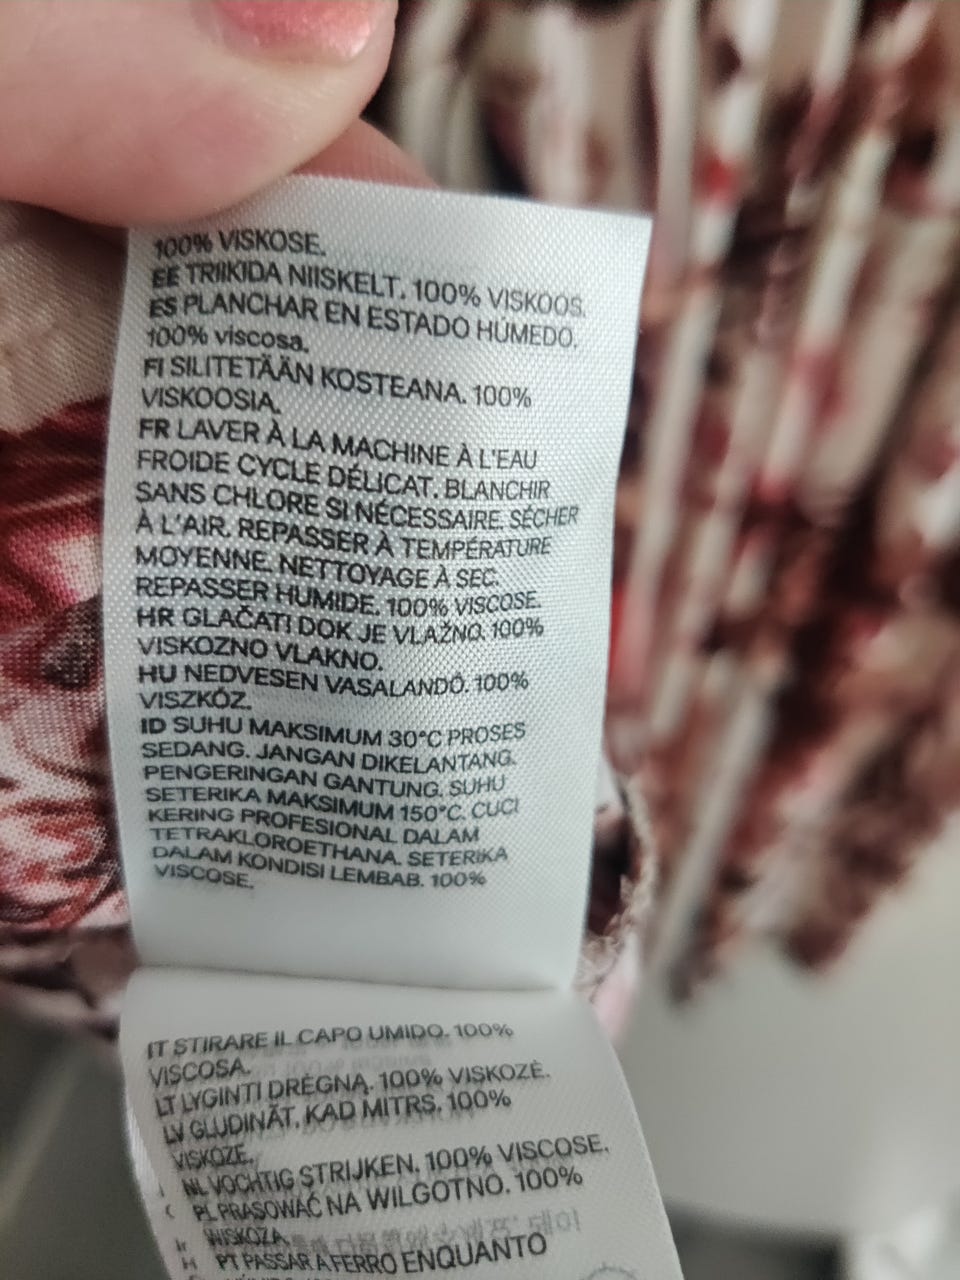 100% VISKOSE.
EE TRIIKIDA NIISKELT. 100% VISKOOS.
ES PLANCHAR EN ESTADO HÚMEDO.
100% viscosa.
FI SILITETÄÄN KOSTEANA. 100%
VISKOOSIA.
FR LAVER À LA MACHINE À L'EAU
FROIDE CYCLE DÉLICAT. BLANCHIR
SANS CHLORE SI NÉCESSAIRE. SÉCHER
À L'AIR. REPASSER À TEMPÉRATURE
MOYENNE. NETTOYAGE À SEC.
REPASSER HUMIDE. 100% VISCOSE.
HR GLAČATI DOK JE VLAŽNO. 100%
VISKOZNO VLAKNO.
HU NEDVESEN VASALANDÓ. 100%
VISZKÓZ.
ID SUHU MAKSIMUM 30°C PROSES
SEDANG. JANGAN DIKELANTANG.
PENGERINGAN GANTUNG. SUHU
SETERIKA MAKSIMUM 150°C. CUCI
KERING PROFESIONAL DALAM
TETRAKLOROETHANA. SETERIKA
DALAM KONDISI LEMBAB. 100%
VISCOSE.
IT STIRARE IL CAPO UMIDO. 100%
VISCOSA.
LT LYGINTI DRĖGNĄ. 100% VISKOZĖ.
LV GLUDINĀT, KAD MITRS. 100%
VISKOZE.
NL VOCHTIG STRIJKEN. 100% VISCOSE.
PL PRASOWAĆ NA WILGOTNO. 100%
WISKOZA.
PT PASSAR A FERRO ENQUANTO